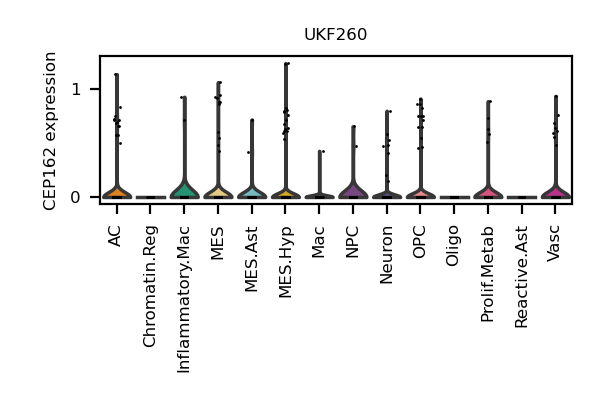 UKF260
CEP162 expression
1
0
AC
Chromatin.Reg
Inflammatory.Mac
MES
MES.Ast
MES.Hyp
Mac
NPC
Neuron
OPC
Oligo
Prolif.Metab
Reactive.Ast
Vasc